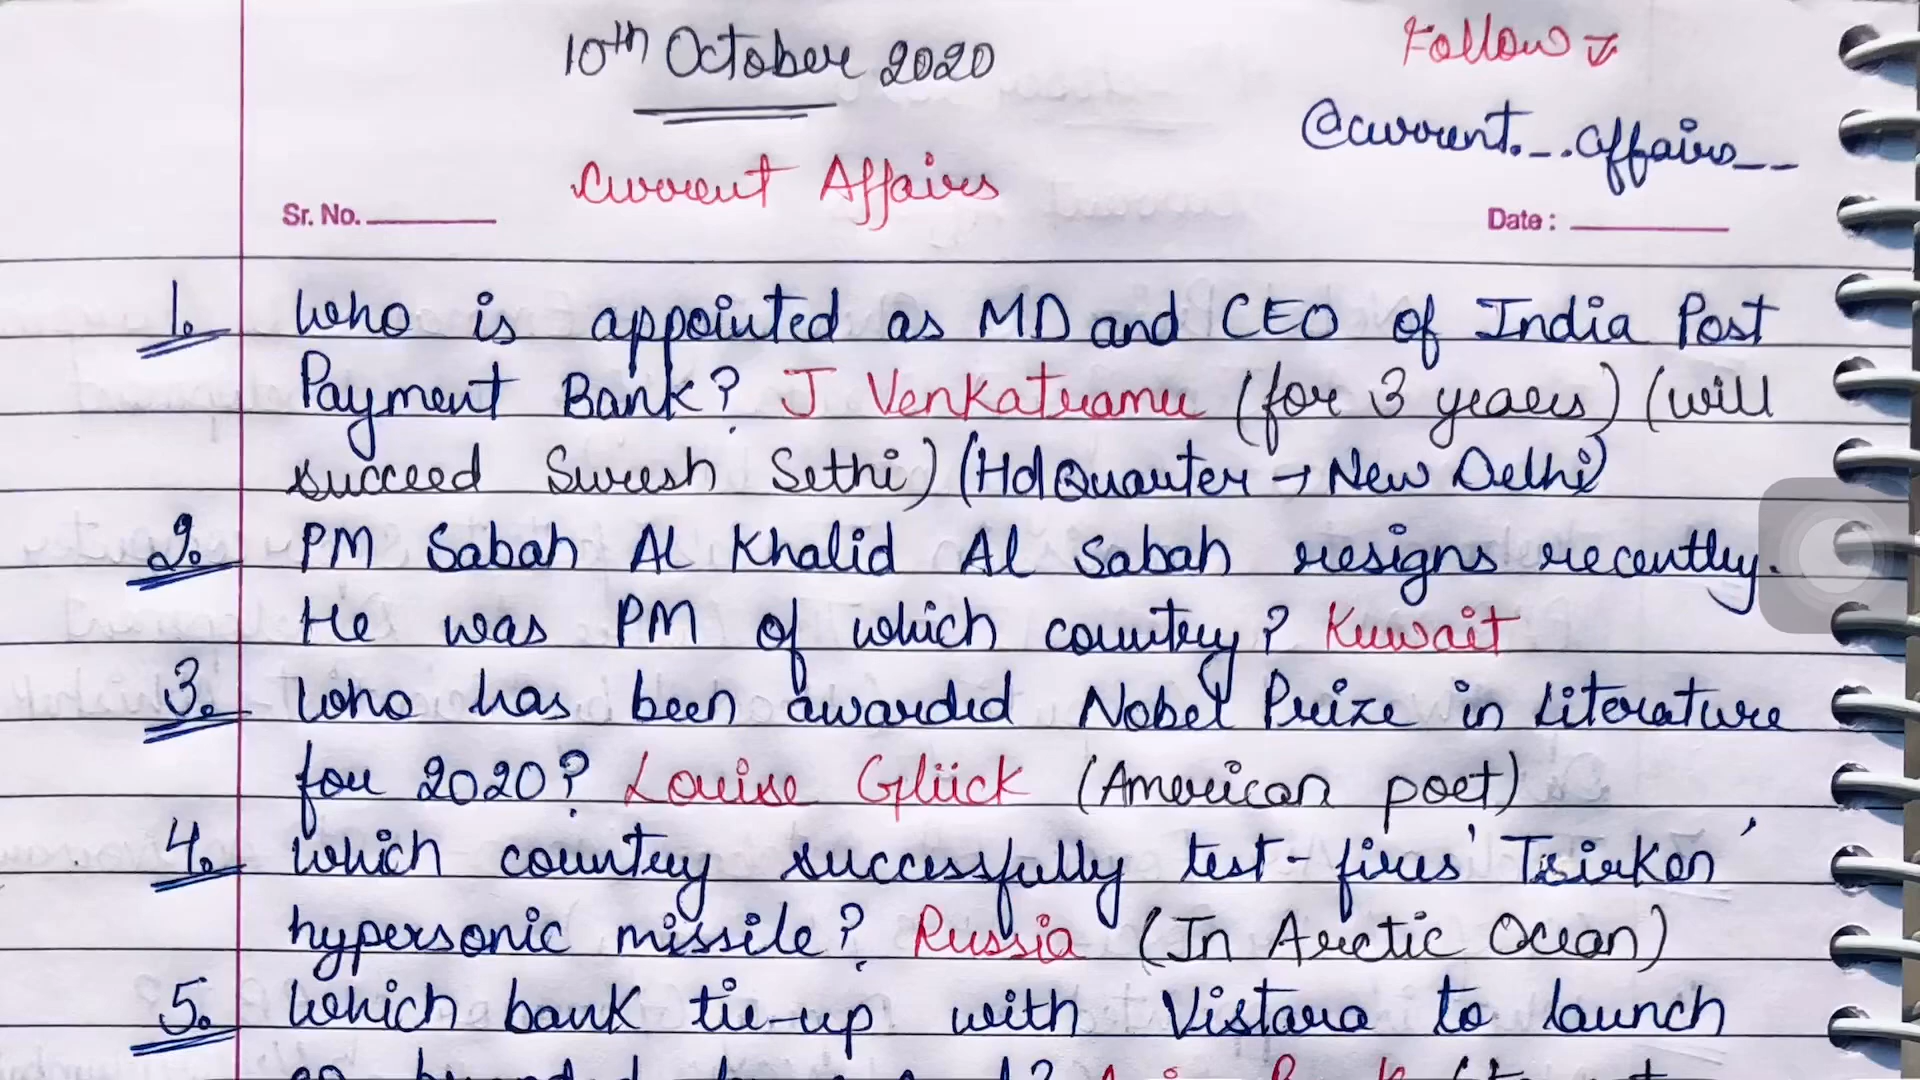 10th October 2020
Follow
@current._.affairs__
Current Affairs
Sr. No.
Date :
1. Who is appointed as MD and CEO of India Post
Payment Bank? J Venkatramu (for 3 years) (will
succeed Suresh Sethi) (HdQuarter → New Delhi)
2. PM Sabah Al Khalid Al Sabah resigns recently.
He was PM of which country? Kuwait
3. Who has been awarded Nobel Prize in Literature
for 2020? Louise Glück (American poet)
4. Which country successfully test-fires 'Tsirkon'
hypersonic missile? Russia (In Arctic Ocean)
5. Which bank tie-up with Vistara to launch